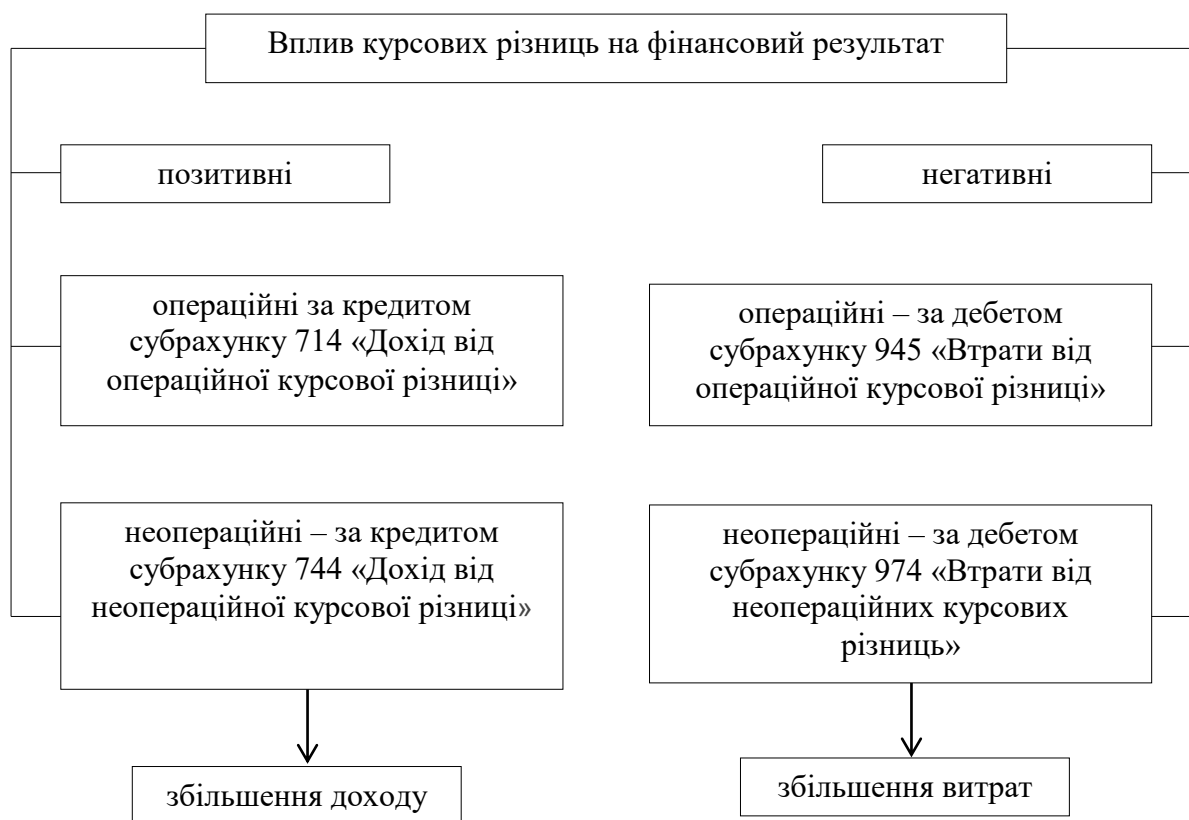 Вплив курсових різниць на фінансовий результат
позитивні
негативні
операційні за кредитом
субрахунку 714 «Дохід від
операційної курсової різниці»
операційні – за дебетом
субрахунку 945 «Втрати від
операційної курсової різниці»
неопераційні – за кредитом
субрахунку 744 «Дохід від
неопераційної курсової різниці»
неопераційні – за дебетом
субрахунку 974 «Втрати від
неопераційних курсових
різниць»
збільшення доходу
збільшення витрат